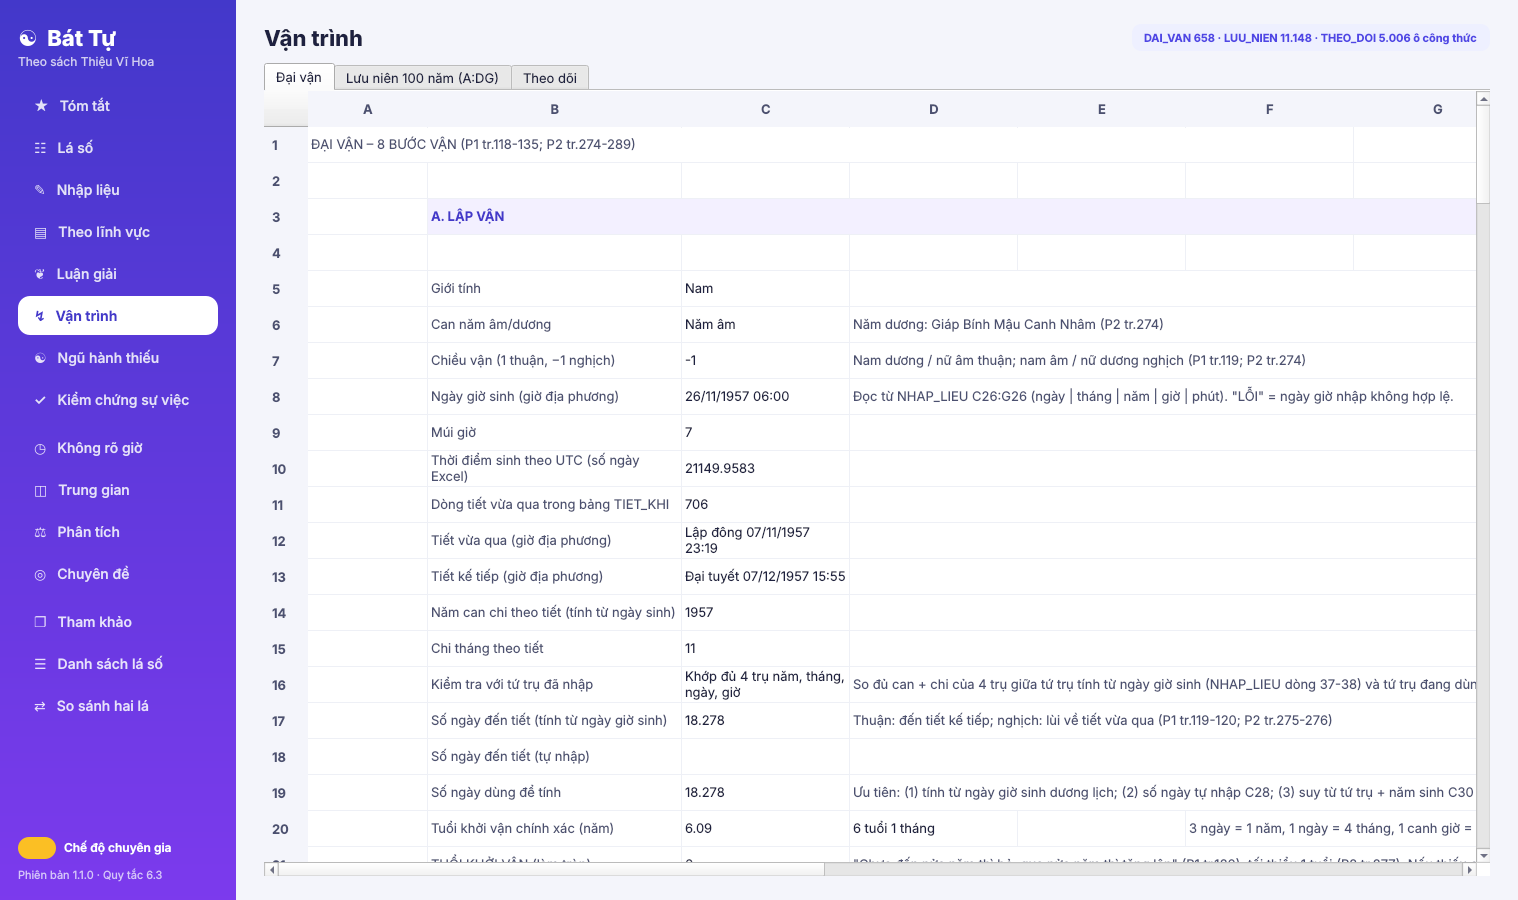 Bát Tự
Theo sách Thiệu Vĩ Hoa
Tóm tắt
Lá số
Nhập liệu
Theo lĩnh vực
Luận giải
Vận trình
Ngũ hành thiếu
Kiểm chứng sự việc
Không rõ giờ
Trung gian
Phân tích
Chuyên đề
Tham khảo
Danh sách lá số
So sánh hai lá
Chế độ chuyên gia
Phiên bản 1.1.0 · Quy tắc 6.3
Vận trình
DAI_VAN 658 · LUU_NIEN 11.148 · THEO_DOI 5.006 ô công thức
Đại vận Lưu niên 100 năm (A:DG) Theo dõi
A B C D E F G
1 ĐẠI VẬN – 8 BƯỚC VẬN (P1 tr.118-135; P2 tr.274-289)
2
3 A. LẬP VẬN
4
5 Giới tính Nam
6 Can năm âm/dương Năm âm Năm dương: Giáp Bính Mậu Canh Nhâm (P2 tr.274)
7 Chiều vận (1 thuận, −1 nghịch) -1 Nam dương / nữ âm thuận; nam âm / nữ dương nghịch (P1 tr.119; P2 tr.274)
8 Ngày giờ sinh (giờ địa phương) 26/11/1957 06:00 Đọc từ NHAP_LIEU C26:G26 (ngày | tháng | năm | giờ | phút). "LỖI" = ngày giờ nhập không hợp lệ.
9 Múi giờ 7
10 Thời điểm sinh theo UTC (số ngày Excel) 21149.9583
11 Dòng tiết vừa qua trong bảng TIET_KHI 706
12 Tiết vừa qua (giờ địa phương) Lập đông 07/11/1957 23:19
13 Tiết kế tiếp (giờ địa phương) Đại tuyết 07/12/1957 15:55
14 Năm can chi theo tiết (tính từ ngày sinh) 1957
15 Chi tháng theo tiết 11
16 Kiểm tra với tứ trụ đã nhập Khớp đủ 4 trụ năm, tháng, ngày, giờ So đủ can + chi của 4 trụ giữa tứ trụ tính từ ngày giờ sinh (NHAP_LIEU dòng 37-38) và tứ trụ đang dùn
17 Số ngày đến tiết (tính từ ngày giờ sinh) 18.278 Thuận: đến tiết kế tiếp; nghịch: lùi về tiết vừa qua (P1 tr.119-120; P2 tr.275-276)
18 Số ngày đến tiết (tự nhập)
19 Số ngày dùng để tính 18.278 Ưu tiên: (1) tính từ ngày giờ sinh dương lịch; (2) số ngày tự nhập C28; (3) suy từ tứ trụ + năm sinh C30
20 Tuổi khởi vận chính xác (năm) 6.09 6 tuổi 1 tháng 3 ngày = 1 năm, 1 ngày = 4 tháng, 1 canh giờ =